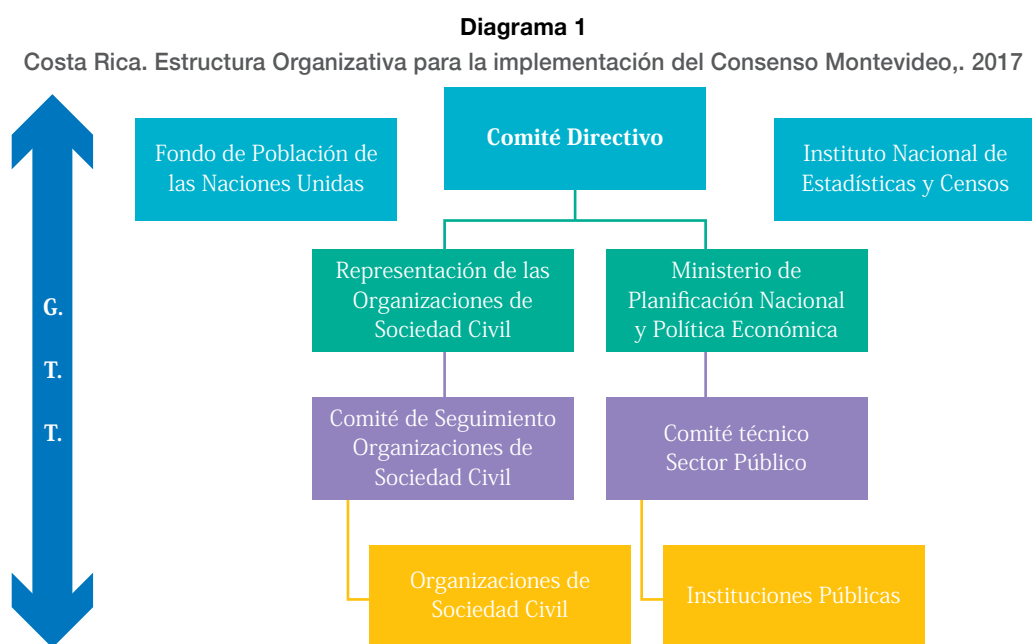 Diagrama 1
Costa Rica. Estructura Organizativa para la implementación del Consenso Montevideo,. 2017
Fondo de Población de
las Naciones Unidas
Comité Directivo
Instituto Nacional de
Estadísticas y Censos
Representación de las
Organizaciones de
Sociedad Civil
Ministerio de
Planificación Nacional
y Política Económica
G.
T.
T.
Comité de Seguimiento
Organizaciones de
Sociedad Civil
Comité técnico
Sector Público
Organizaciones de
Sociedad Civil
Instituciones Públicas